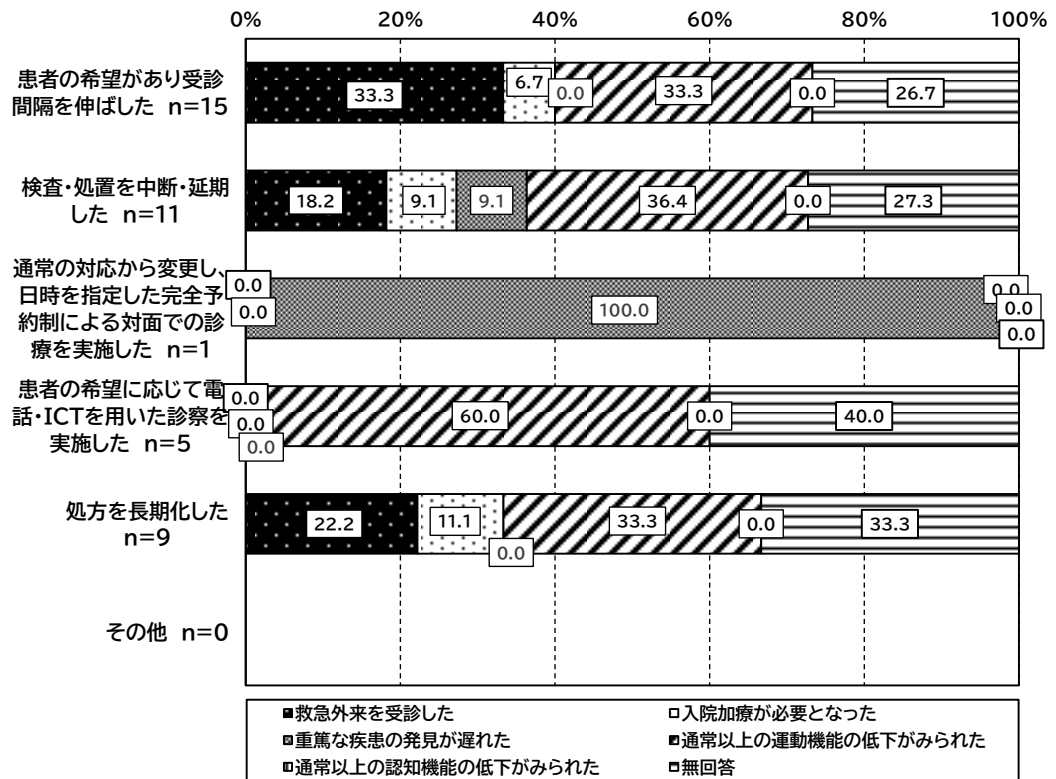 0% 20% 40% 60% 80% 100%
患者の希望があり受診
間隔を伸ばした n=15
33.3 6.7 0.0 33.3 0.0 26.7
検査・処置を中断・延期
した n=11
18.2 9.1 9.1 36.4 0.0 27.3
通常の対応から変更し、
日時を指定した完全予
約制による対面での診
療を実施した n=1
0.0 0.0 100.0 0.0 0.0 0.0
患者の希望に応じて電
話・ICTを用いた診察を
実施した n=5
0.0 0.0 0.0 60.0 0.0 40.0
処方を長期化した
n=9
22.2 11.1 0.0 33.3 0.0 33.3
その他 n=0
救急外来を受診した 入院加療が必要となった
重篤な疾患の発見が遅れた 通常以上の運動機能の低下がみられた
通常以上の認知機能の低下がみられた 無回答